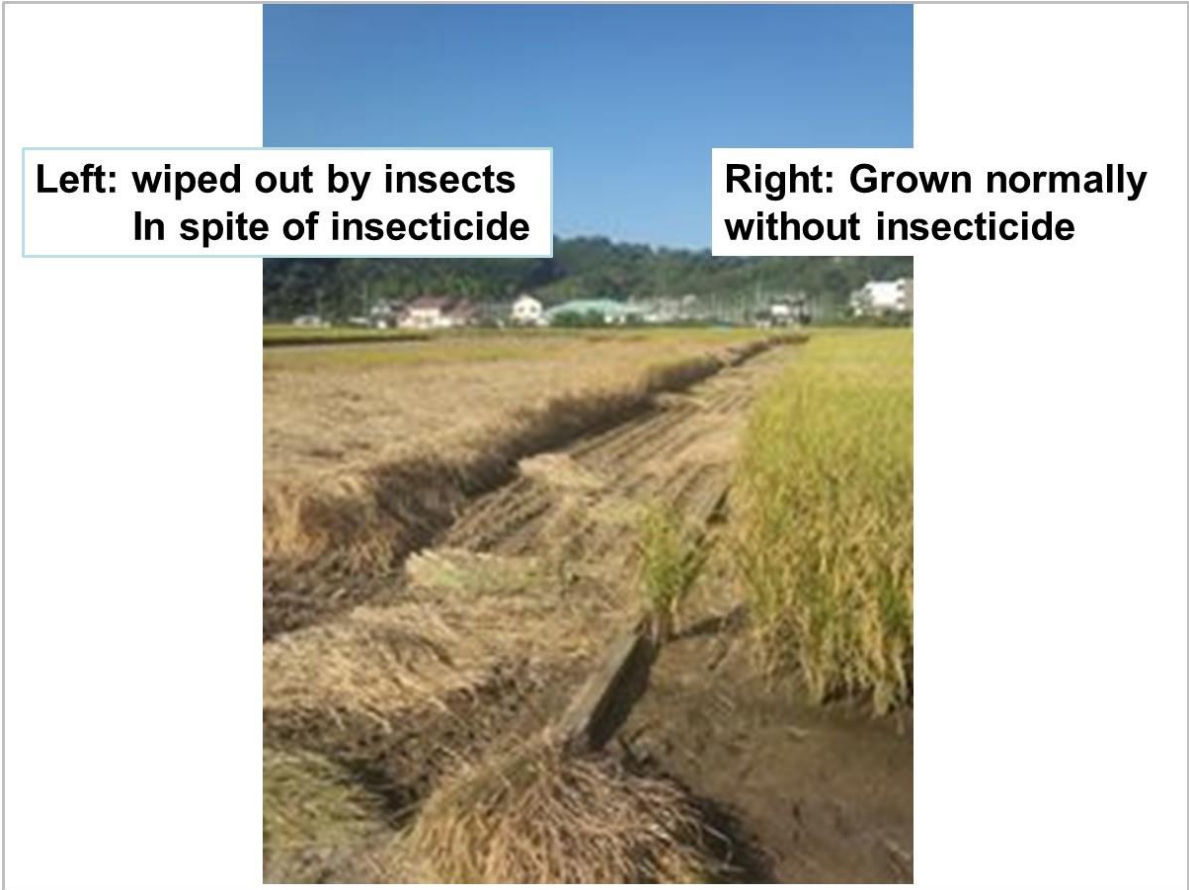 Left: wiped out by insects
In spite of insecticide
Right: Grown normally
without insecticide